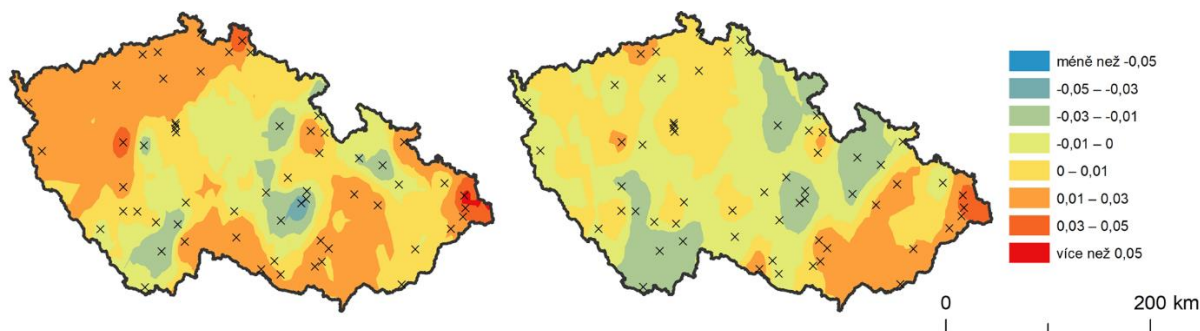 méně než -0,05
-0,05 – -0,03
-0,03 – -0,01
-0,01 – 0
0 – 0,01
0,01 – 0,03
0,03 – 0,05
více než 0,05
0 200 km